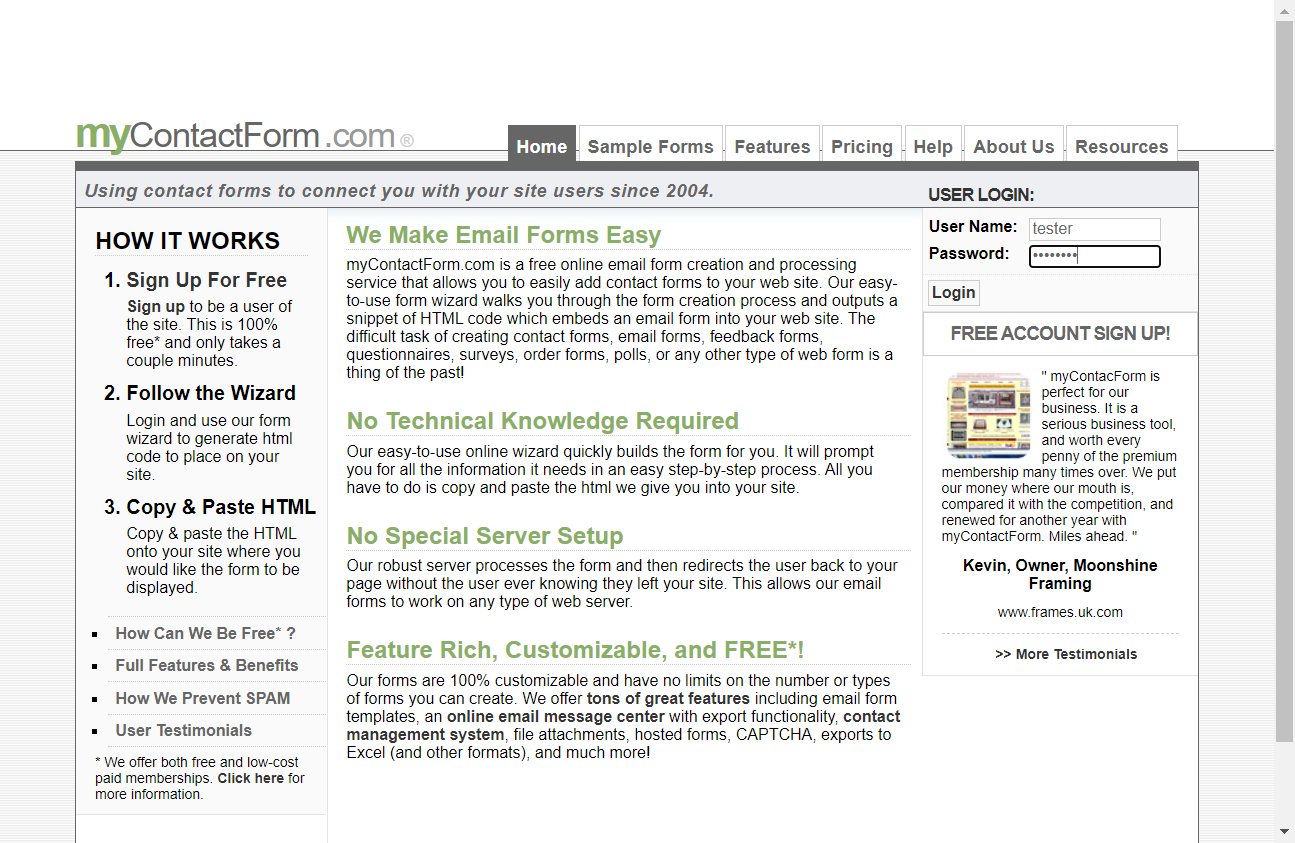 myContactForm.com®
Home
Sample Forms
Features
Pricing
Help
About Us
Resources
Using contact forms to connect you with your site users since 2004.
HOW IT WORKS
1. Sign Up For Free
Sign up to be a user of
the site. This is 100%
free* and only takes a
couple minutes.
2. Follow the Wizard
Login and use our form
wizard to generate html
code to place on your
site.
3. Copy & Paste HTML
Copy & paste the HTML
onto your site where you
would like the form to be
displayed.
How Can We Be Free* ?
Full Features & Benefits
How We Prevent SPAM
User Testimonials
* We offer both free and low-cost
paid memberships. Click here for
more information.
We Make Email Forms Easy
myContactForm.com is a free online email form creation and processing
service that allows you to easily add contact forms to your web site. Our easy-
to-use form wizard walks you through the form creation process and outputs a
snippet of HTML code which embeds an email form into your web site. The
difficult task of creating contact forms, email forms, feedback forms,
questionnaires, surveys, order forms, polls, or any other type of web form is a
thing of the past!
No Technical Knowledge Required
Our easy-to-use online wizard quickly builds the form for you. It will prompt
you for all the information it needs in an easy step-by-step process. All you
have to do is copy and paste the html we give you into your site.
No Special Server Setup
Our robust server processes the form and then redirects the user back to your
page without the user ever knowing they left your site. This allows our email
forms to work on any type of web server.
Feature Rich, Customizable, and FREE*!
Our forms are 100% customizable and have no limits on the number or types
of forms you can create. We offer tons of great features including email form
templates, an online email message center with export functionality, contact
management system, file attachments, hosted forms, CAPTCHA, exports to
Excel (and other formats), and much more!
USER LOGIN:
User Name: tester
Password: ••••••••
Login
FREE ACCOUNT SIGN UP!
" myContacForm is
perfect for our
business. It is a
serious business tool,
and worth every
penny of the premium
membership many times over. We put
our money where our mouth is,
compared it with the competition, and
renewed for another year with
myContactForm. Miles ahead. "
Kevin, Owner, Moonshine
Framing
www.frames.uk.com
>> More Testimonials